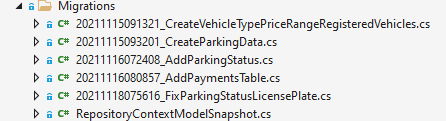 Migrations
20211115091321_CreateVehicleTypePriceRangeRegisteredVehicles.cs
20211115093201_CreateParkingData.cs
20211116072408_AddParkingStatus.cs
20211116080857_AddPaymentsTable.cs
20211118075616_FixParkingStatusLicensePlate.cs
RepositoryContextModelSnapshot.cs